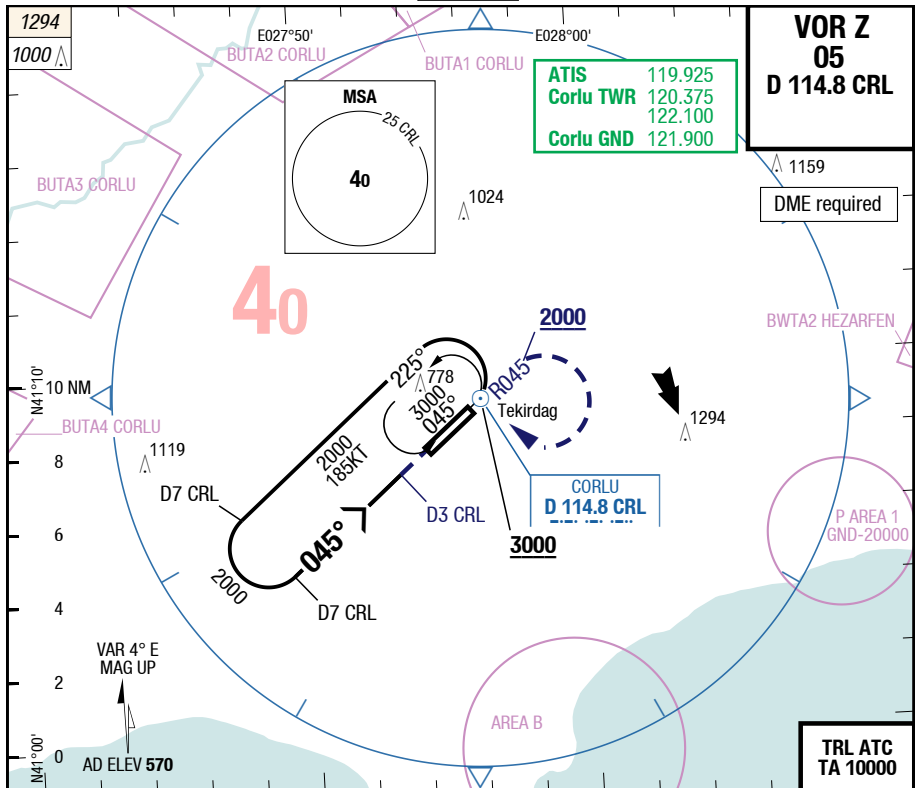 1294
1000
E027°50'
E028°00'
BUTA2 CORLU
BUTA1 CORLU
VOR Z
05
D 114.8 CRL
ATIS 119.925
Corlu TWR 120.375
122.100
Corlu GND 121.900
MSA
25 CRL
40
BUTA3 CORLU
1024
1159
DME required
40
2000
BWTA2 HEZARFEN
N41°10'
10 NM
225°
778
3000
045°
R045
Tekirdag
1294
BUTA4 CORLU
1119
8
2000
185KT
D7 CRL
D3 CRL
CORLU
D 114.8 CRL
P AREA 1
GND-20000
6
045°
3000
2000
D7 CRL
4
VAR 4° E
MAG UP
2
AREA B
N41°00'
0
AD ELEV 570
TRL ATC
TA 10000